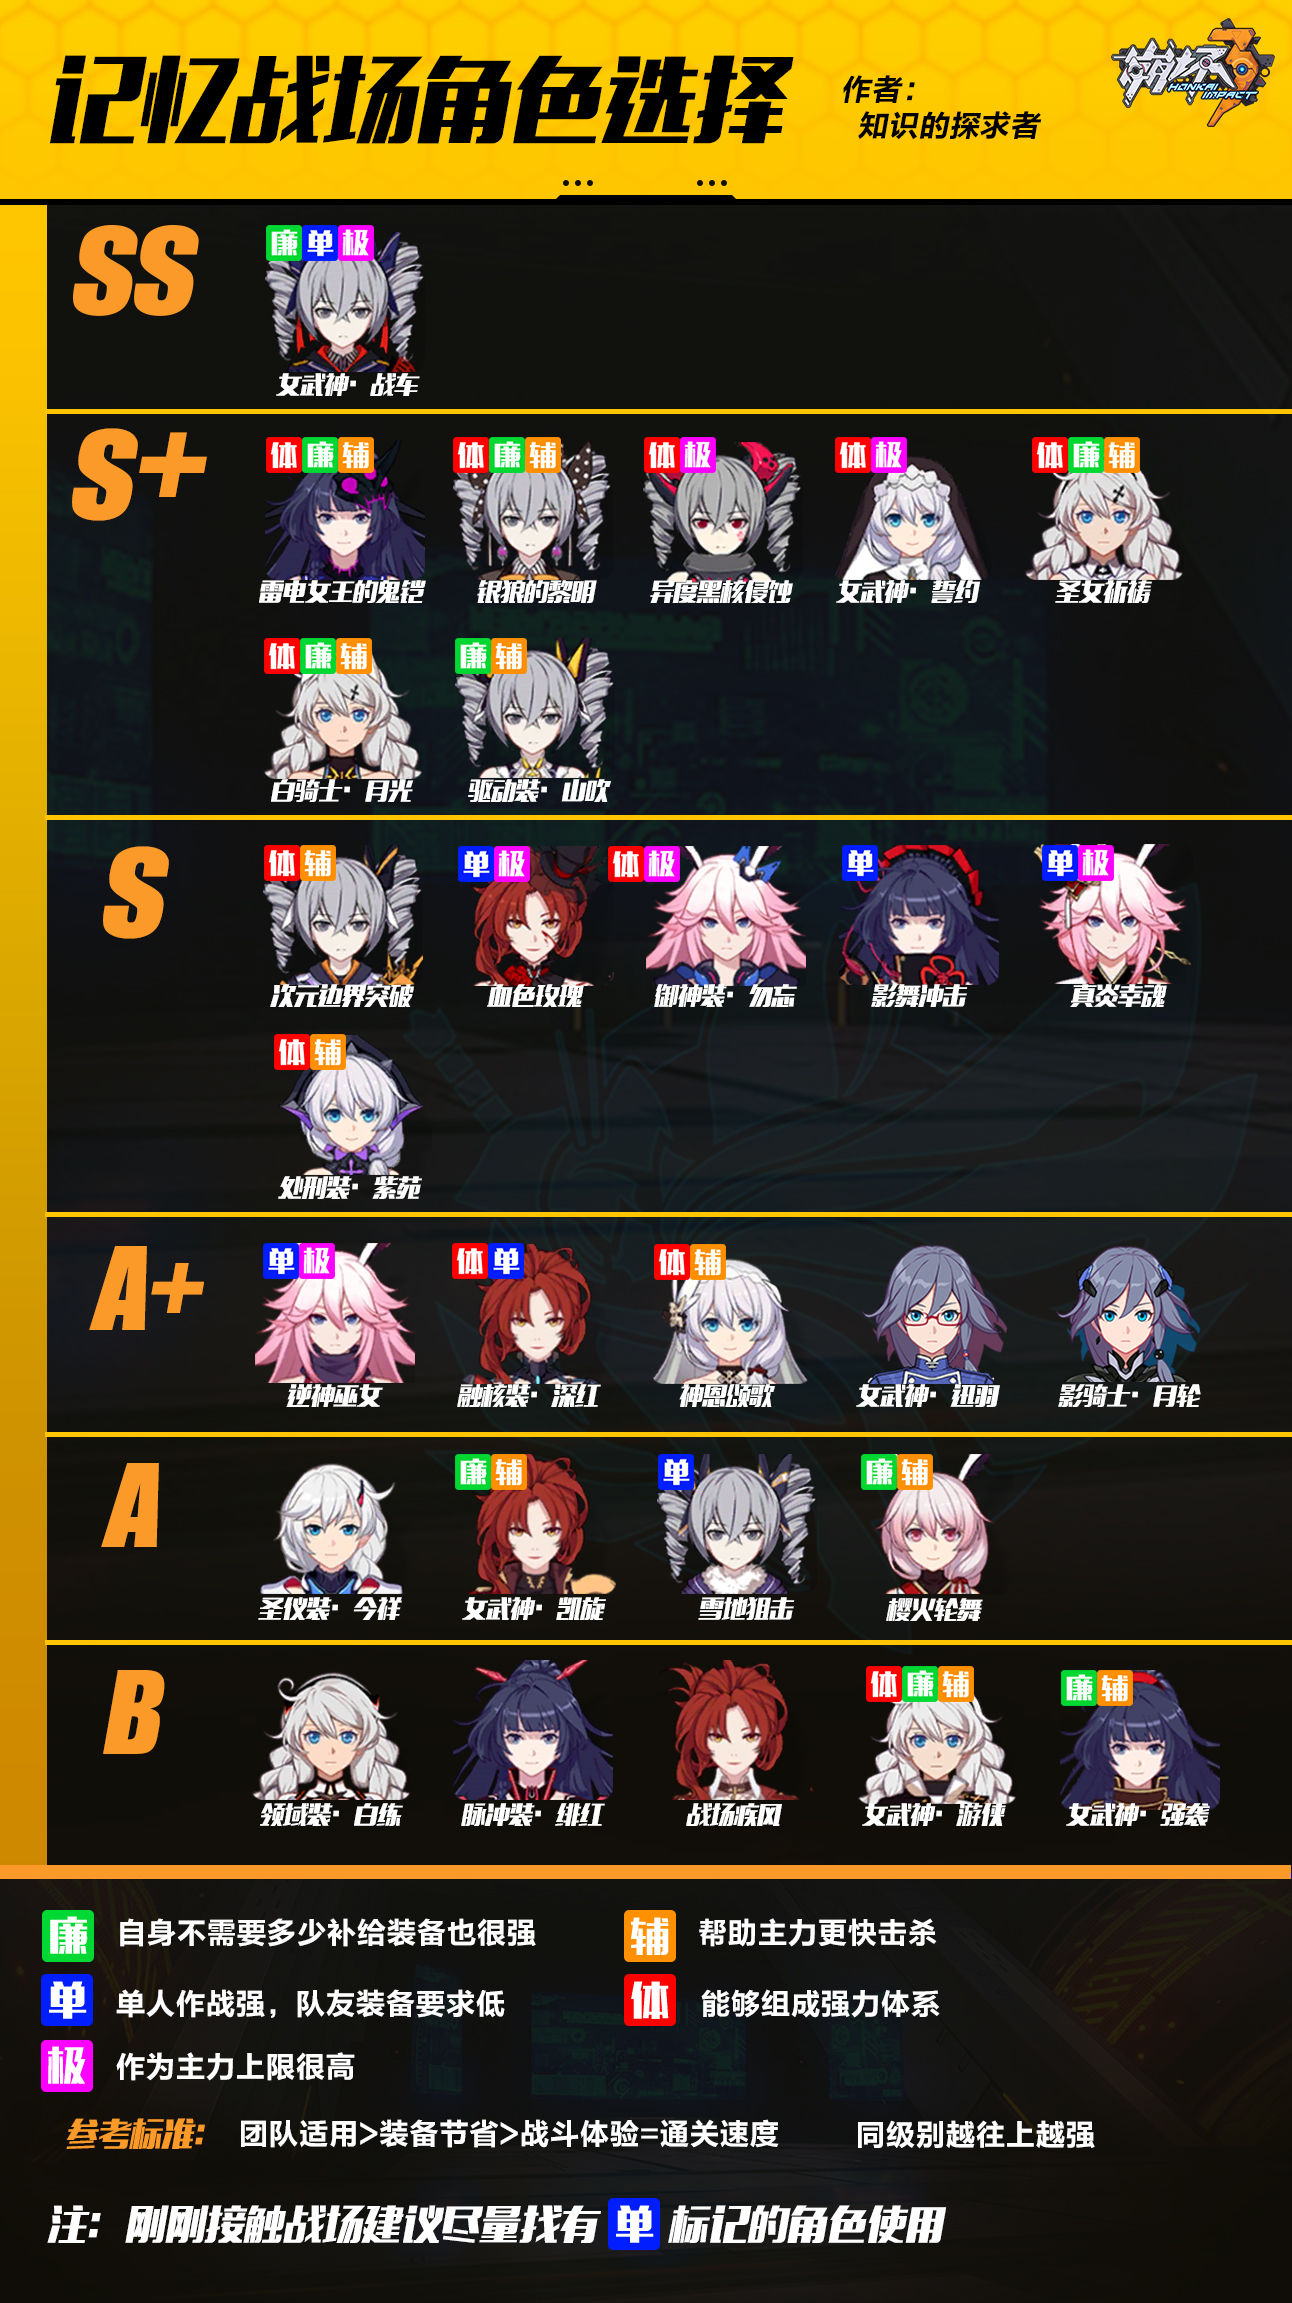 记忆战场角色选择
作者：
知识的探求者
崩坏3
HONKAI
IMPACT
SS
廉 单 极
女武神·战车
S+
体 廉 辅 体 廉 辅 体 极 体 极 体 廉 辅
雷电女王的鬼铠 银狼的黎明 异度黑核侵蚀 女武神·誓约 圣女祈祷
体 廉 辅 廉 辅
白骑士·月光 驱动装·山吹
S
体 辅 单 极 体 极 单 单 极
次元边界突破 血色玫瑰 御神装·勿忘 影舞冲击 真炎幸魂
体 辅
处刑装·紫苑
A+
单 极 体 单 体 辅
逆神巫女 融核装·深红 神恩颂歌 女武神·迅羽 影骑士·月轮
A
廉 辅 单 廉 辅
圣仪装·今祥 女武神·凯旋 雪地狙击 樱火轮舞
B
体 廉 辅 廉 辅
领域装·白练 脉冲装·绯红 战场疾风 女武神·游侠 女武神·强袭
廉 自身不需要多少补给装备也很强 辅 帮助主力更快击杀
单 单人作战强，队友装备要求低 体 能够组成强力体系
极 作为主力上限很高
参考标准: 团队适用>装备节省>战斗体验=通关速度 同级别越往上越强
注: 刚刚接触战场建议尽量找有 单 标记的角色使用